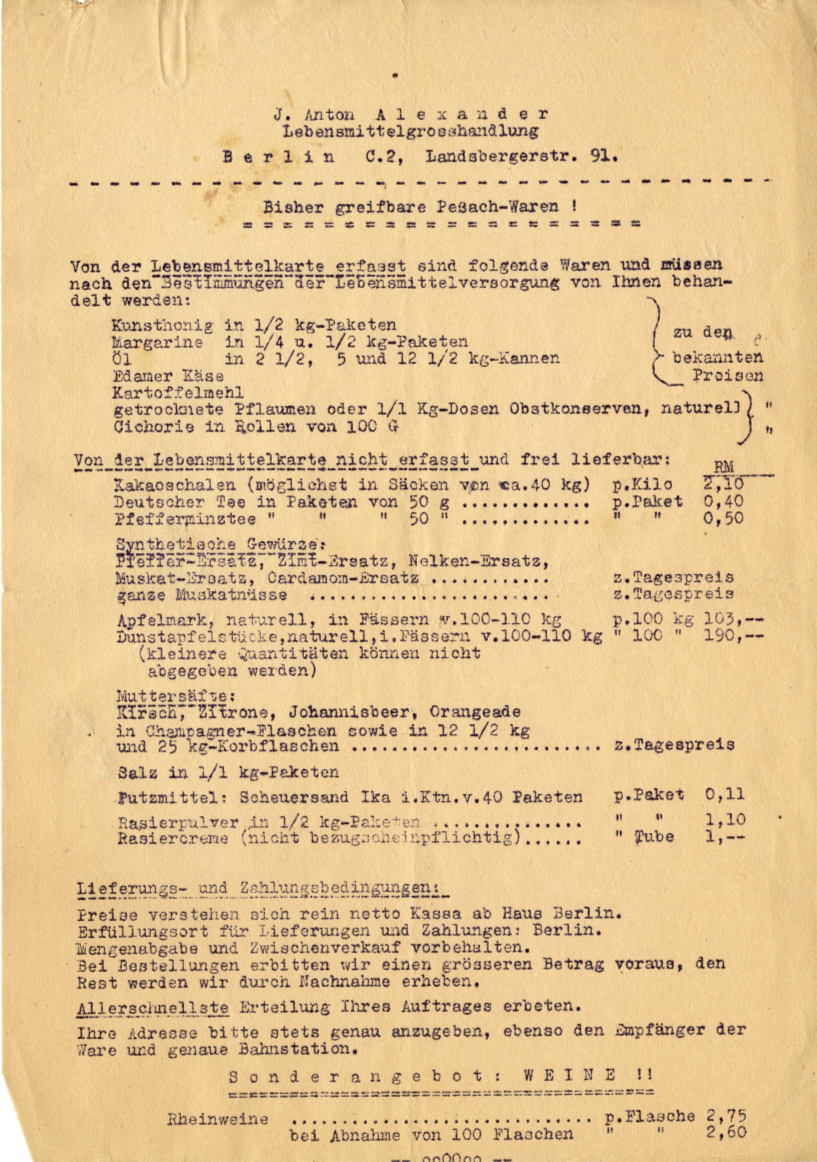 J. Anton A l e x a n d e r
Lebensmittelgrosshandlung
B e r l i n C.2, Landsbergerstr. 91.
Bisher greifbare Peßach-Waren !
Von der Lebensmittelkarte erfasst sind folgende Waren und müssen
nach den Bestimmungen der Lebensmittelversorgung von Ihnen behan-
delt werden:
Kunsthonig in 1/2 kg-Paketen
Margarine in 1/4 u. 1/2 kg-Paketen zu den
Öl in 2 1/2, 5 und 12 1/2 kg-Kannen bekannten
Edamer Käse Preisen
Kartoffelmehl
getrocknete Pflaumen oder 1/1 Kg-Dosen Obstkonserven, naturell "
Cichorie in Rollen von 100 G "
Von der Lebensmittelkarte nicht erfasst und frei lieferbar: RM
Kakaoschalen (möglichst in Säcken von ca.40 kg) p.Kilo 2,10
Deutscher Tee in Paketen von 50 g ............. p.Paket 0,40
Pfefferminztee " " " 50 " ............. " " 0,50
Synthetische Gewürze:
Pfeffer-Ersatz, Zimt-Ersatz, Nelken-Ersatz,
Muskat-Ersatz, Cardamom-Ersatz ............ z.Tagespreis
ganze Muskatnüsse ........................ z.Tagespreis
Apfelmark, naturell, in Fässern v.100-110 kg p.100 kg 103,--
Dunstapfelstücke,naturell,i.Fässern v.100-110 kg " 100 " 190,--
(kleinere Quantitäten können nicht
abgegeben werden)
Muttersäfte:
Kirsch, Zitrone, Johannisbeer, Orangeade
in Champagner-Flaschen sowie in 12 1/2 kg
und 25 kg-Korbflaschen ......................... z.Tagespreis
Salz in 1/1 kg-Paketen
Putzmittel: Scheuersand Ika i.Ktn.v.40 Paketen p.Paket 0,11
Rasierpulver in 1/2 kg-Paketen ............... " " 1,10
Rasiercreme (nicht bezugscheinpflichtig)...... " Tube 1,--
Lieferungs- und Zahlungsbedingungen:
Preise verstehen sich rein netto Kassa ab Haus Berlin.
Erfüllungsort für Lieferungen und Zahlungen: Berlin.
Mengenabgabe und Zwischenverkauf vorbehalten.
Bei Bestellungen erbitten wir einen grösseren Betrag voraus, den
Rest werden wir durch Nachnahme erheben.
Allerschnellste Erteilung Ihres Auftrages erbeten.
Ihre Adresse bitte stets genau anzugeben, ebenso den Empfänger der
Ware und genaue Bahnstation.
S o n d e r a n g e b o t : W E I N E !!
Rheinweine .............................. p.Flasche 2,75
bei Abnahme von 100 Flaschen " " 2,60
-- oo00oo --